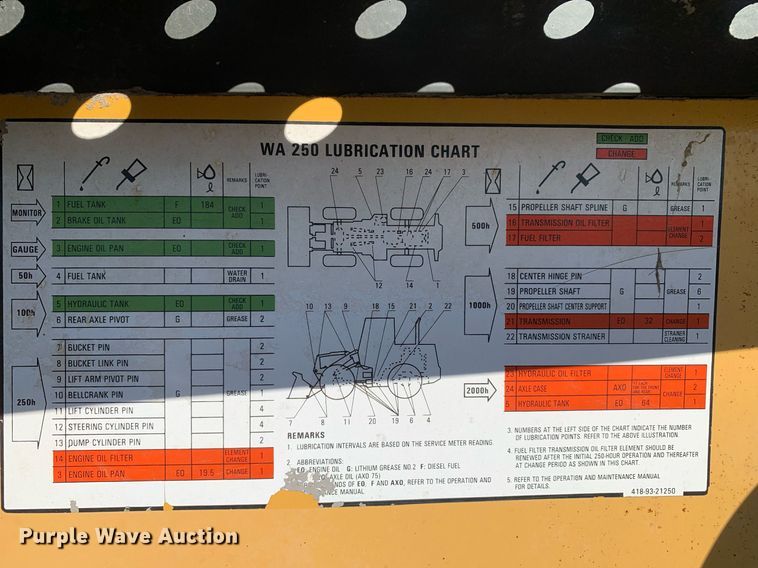 WA 250 LUBRICATION CHART
CHECK · ADD
CHANGE
REMARKS LUBRI-CATION POINT
MONITOR
1 FUEL TANK F 184 CHECK ADD 1
2 BRAKE OIL TANK EO 1
GAUGE
3 ENGINE OIL PAN EO CHECK ADD 1
50h
4 FUEL TANK WATER DRAIN 1
100h
5 HYDRAULIC TANK EO CHECK ADD 1
6 REAR AXLE PIVOT G GREASE 2
250h
7 BUCKET PIN 2
8 BUCKET LINK PIN 2
9 LIFT ARM PIVOT PIN 2
10 BELLCRANK PIN G GREASE 1
11 LIFT CYLINDER PIN 4
12 STEERING CYLINDER PIN 4
13 DUMP CYLINDER PIN 2
14 ENGINE OIL FILTER ELEMENT CHANGE 1
3 ENGINE OIL PAN EO 19.5 CHANGE 1
24 5 23 16 24 17 3
12 14 1
10 13 9 18 15 21 2 22
7 8 11 20 19 6 4
REMARKS
1. LUBRICATION INTERVALS ARE BASED ON THE SERVICE METER READING.
2. ABBREVIATIONS:
EO: ENGINE OIL G: LITHIUM GREASE NO.2 F: DIESEL FUEL
AXLE OIL (AXO 75)
OF EO, F AND AXO, REFER TO THE OPERATION AND
MAINTENANCE MANUAL.
REMARKS LUBRI-CATION POINT
500h
15 PROPELLER SHAFT SPLINE G GREASE 1
16 TRANSMISSION OIL FILTER ELEMENT CHANGE 1
17 FUEL FILTER 2
1000h
18 CENTER HINGE PIN 2
19 PROPELLER SHAFT G GREASE 6
20 PROPELLER SHAFT CENTER SUPPORT 1
21 TRANSMISSION EO 32 CHANGE 1
22 TRANSMISSION STRAINER STRAINER CLEANING 1
2000h
23 HYDRAULIC OIL FILTER ELEMENT CHANGE 1
24 AXLE CASE AXO CHANGE 2
5 HYDRAULIC TANK EO 64 1
3. NUMBERS AT THE LEFT SIDE OF THE CHART INDICATE THE NUMBER
OF LUBRICATION POINTS. REFER TO THE ABOVE ILLUSTRATION.
4. FUEL FILTER TRANSMISSION OIL FILTER ELEMENT SHOULD BE
RENEWED AFTER THE INITIAL 250-HOUR OPERATION AND THEREAFTER
AT CHANGE PERIOD AS SHOWN IN THIS CHART.
5. REFER TO THE OPERATION AND MAINTENANCE MANUAL
FOR DETAILS.
418-93-21250
Purple Wave Auction